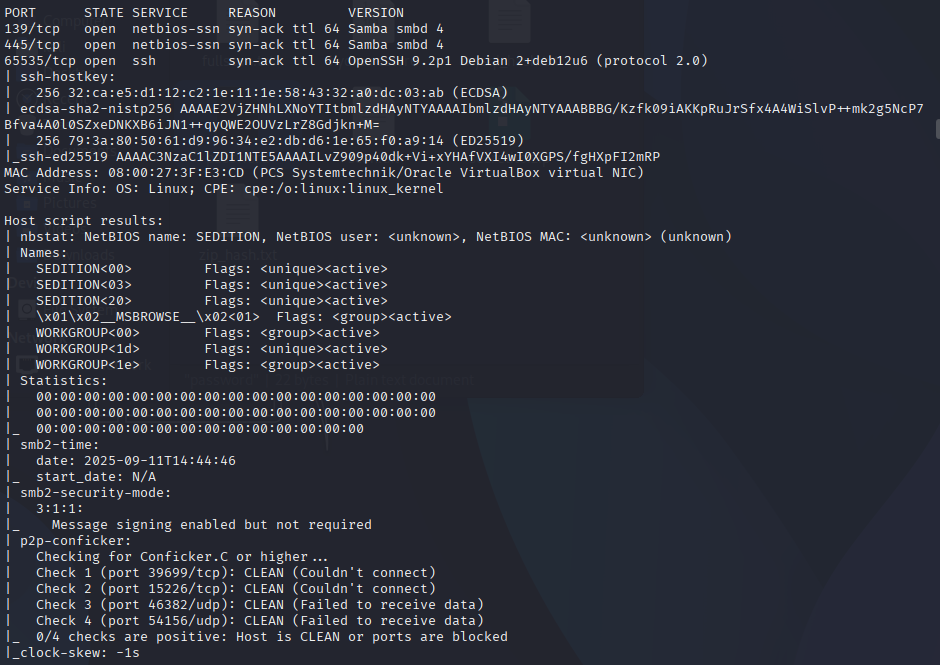 PORT      STATE SERVICE     REASON         VERSION
139/tcp   open  netbios-ssn syn-ack ttl 64 Samba smbd 4
445/tcp   open  netbios-ssn syn-ack ttl 64 Samba smbd 4
65535/tcp open  ssh         syn-ack ttl 64 OpenSSH 9.2p1 Debian 2+deb12u6 (protocol 2.0)
| ssh-hostkey:
|   256 32:ca:e5:d1:12:c2:1e:11:1e:58:43:32:a0:dc:03:ab (ECDSA)
| ecdsa-sha2-nistp256 AAAAE2VjZHNhLXNoYTItbmlzdHAyNTYAAAAIbmlzdHAyNTYAAABBBG/Kzfk09iAKKpRuJrSfx4A4WiSlvP++mk2g5NcP7
Bfva4A0l0SZxeDNKXB6iJN1++qyQWE2OUVzLrZ8Gdjkn+M=
|   256 79:3a:80:50:61:d9:96:34:e2:db:d6:1e:65:f0:a9:14 (ED25519)
|_ssh-ed25519 AAAAC3NzaC1lZDI1NTE5AAAAILvZ909p40dk+Vi+xYHAfVXI4wI0XGPS/fgHXpFI2mRP
MAC Address: 08:00:27:3F:E3:CD (PCS Systemtechnik/Oracle VirtualBox virtual NIC)
Service Info: OS: Linux; CPE: cpe:/o:linux:linux_kernel
Pictures
Host script results:
| nbstat: NetBIOS name: SEDITION, NetBIOS user: <unknown>, NetBIOS MAC: <unknown> (unknown)
| Names:
|   SEDITION<00>         Flags: <unique><active>
|   SEDITION<03>         Flags: <unique><active>
|   SEDITION<20>         Flags: <unique><active>
|   \x01\x02__MSBROWSE__\x02<01>  Flags: <group><active>
|   WORKGROUP<00>        Flags: <group><active>
|   WORKGROUP<1d>        Flags: <unique><active>
|   WORKGROUP<1e>        Flags: <group><active>
| Statistics:
|   00:00:00:00:00:00:00:00:00:00:00:00:00:00:00:00:00
|   00:00:00:00:00:00:00:00:00:00:00:00:00:00:00:00:00
|_  00:00:00:00:00:00:00:00:00:00:00:00:00:00
| smb2-time:
|   date: 2025-09-11T14:44:46
|_  start_date: N/A
| smb2-security-mode:
|   3:1:1:
|_    Message signing enabled but not required
| p2p-conficker:
|   Checking for Conficker.C or higher...
|   Check 1 (port 39699/tcp): CLEAN (Couldn't connect)
|   Check 2 (port 15226/tcp): CLEAN (Couldn't connect)
|   Check 3 (port 46382/udp): CLEAN (Failed to receive data)
|   Check 4 (port 54156/udp): CLEAN (Failed to receive data)
|_  0/4 checks are positive: Host is CLEAN or ports are blocked
|_clock-skew: -1s